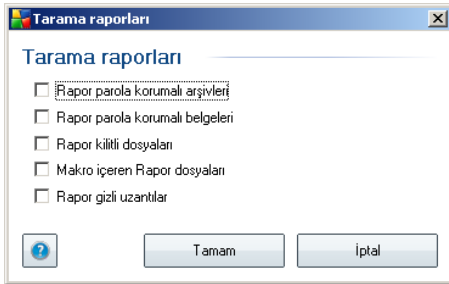 Tarama raporları
Tarama raporları
Rapor parola korumalı arşivleri
Rapor parola korumalı belgeleri
Rapor kilitli dosyaları
Makro içeren Rapor dosyaları
Rapor gizli uzantılar
Tamam
İptal